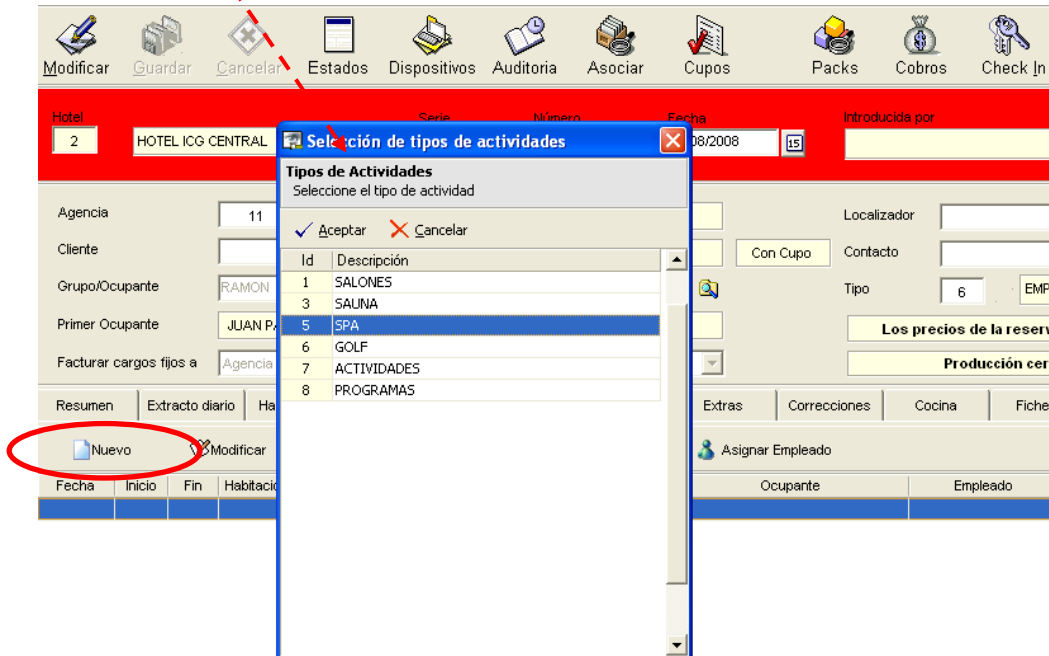 Modificar Guardar Cancelar Estados Dispositivos Auditoria Asociar Cupos Packs Cobros Check In
Hotel Serie Número Fecha Introducida por
2 HOTEL ICG CENTRAL 08/2008 15
Selección de tipos de actividades
Tipos de Actividades
Seleccione el tipo de actividad
Aceptar Cancelar
Id Descripción
1 SALONES
3 SAUNA
5 SPA
6 GOLF
7 ACTIVIDADES
8 PROGRAMAS
Agencia 11 Localizador
Cliente Con Cupo Contacto
Grupo/Ocupante RAMON Tipo 6 EMP
Primer Ocupante JUAN PA Los precios de la reserv
Facturar cargos fijos a Agencia Producción cer
Resumen Extracto diario Ha Extras Correcciones Cocina Fiche
Nuevo Modificar Asignar Empleado
Fecha Inicio Fin Habitació Ocupante Empleado